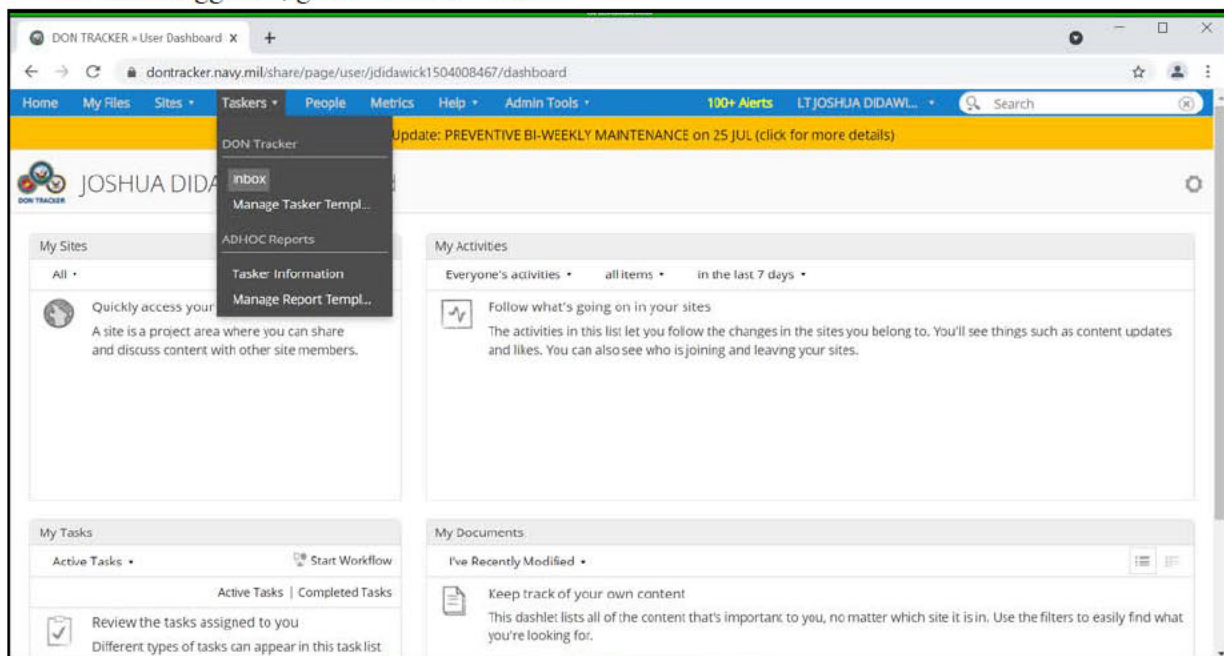 DON TRACKER » User Dashboard x +
dontracker.navy.mil/share/page/user/jdidawick1504008467/dashboard
Home My Files Sites Taskers People Metrics Help Admin Tools 100+ Alerts LT JOSHUA DIDAWI... Search
Update: PREVENTIVE BI-WEEKLY MAINTENANCE on 25 JUL (click for more details)
DON Tracker
Inbox
Manage Tasker Templ...
ADHOC Reports
Tasker Information
Manage Report Templ...
DON TRACKER
JOSHUA DIDA
My Sites
All
Quickly access your
A site is a project area where you can share
and discuss content with other site members.
My Activities
Everyone's activities all items in the last 7 days
Follow what's going on in your sites
The activities in this list let you follow the changes in the sites you belong to. You'll see things such as content updates
and likes. You can also see who is joining and leaving your sites.
My Tasks
Active Tasks Start Workflow
Active Tasks | Completed Tasks
Review the tasks assigned to you
Different types of tasks can appear in this task list
My Documents
I've Recently Modified
Keep track of your own content
This dashlet lists all of the content that's important to you, no matter which site it is in. Use the filters to easily find what
you're looking for.